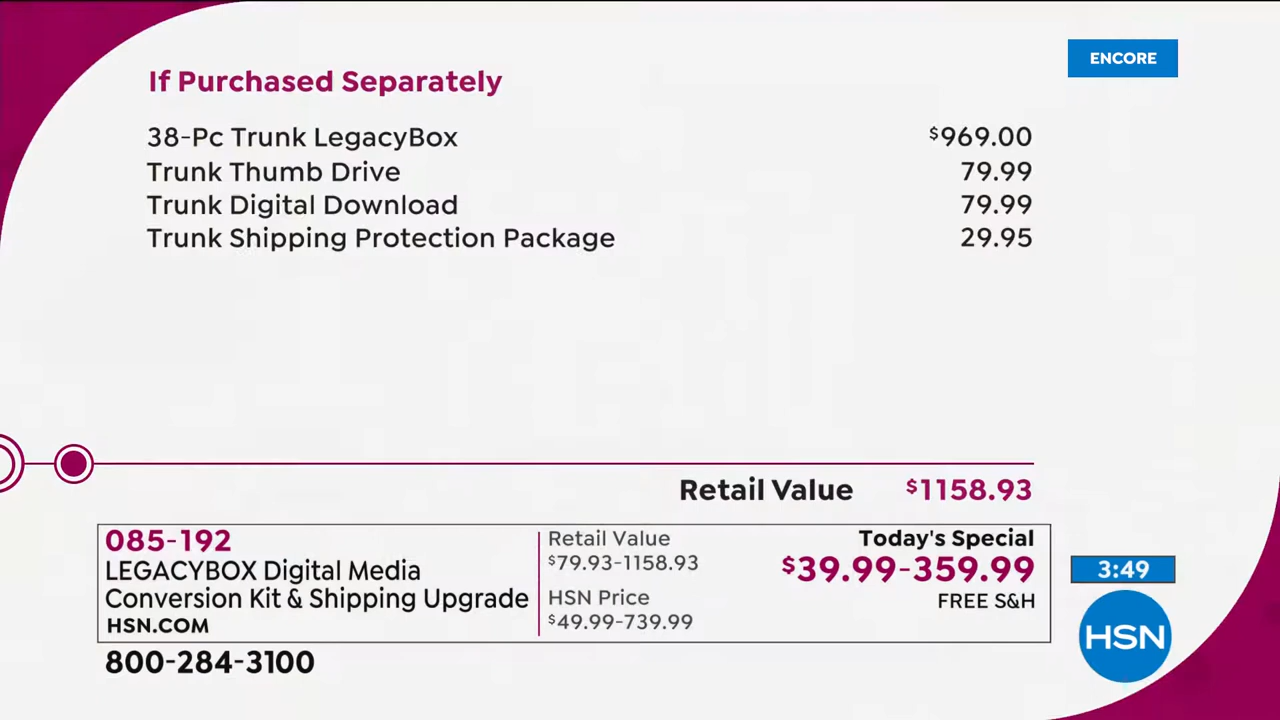 ENCORE
If Purchased Separately
38-Pc Trunk LegacyBox $969.00
Trunk Thumb Drive 79.99
Trunk Digital Download 79.99
Trunk Shipping Protection Package 29.95
Retail Value $1158.93
085-192
LEGACYBOX Digital Media
Conversion Kit & Shipping Upgrade
HSN.COM
Retail Value
$79.93-1158.93
HSN Price
$49.99-739.99
Today's Special
$39.99-359.99
FREE S&H
3:49
HSN
800-284-3100